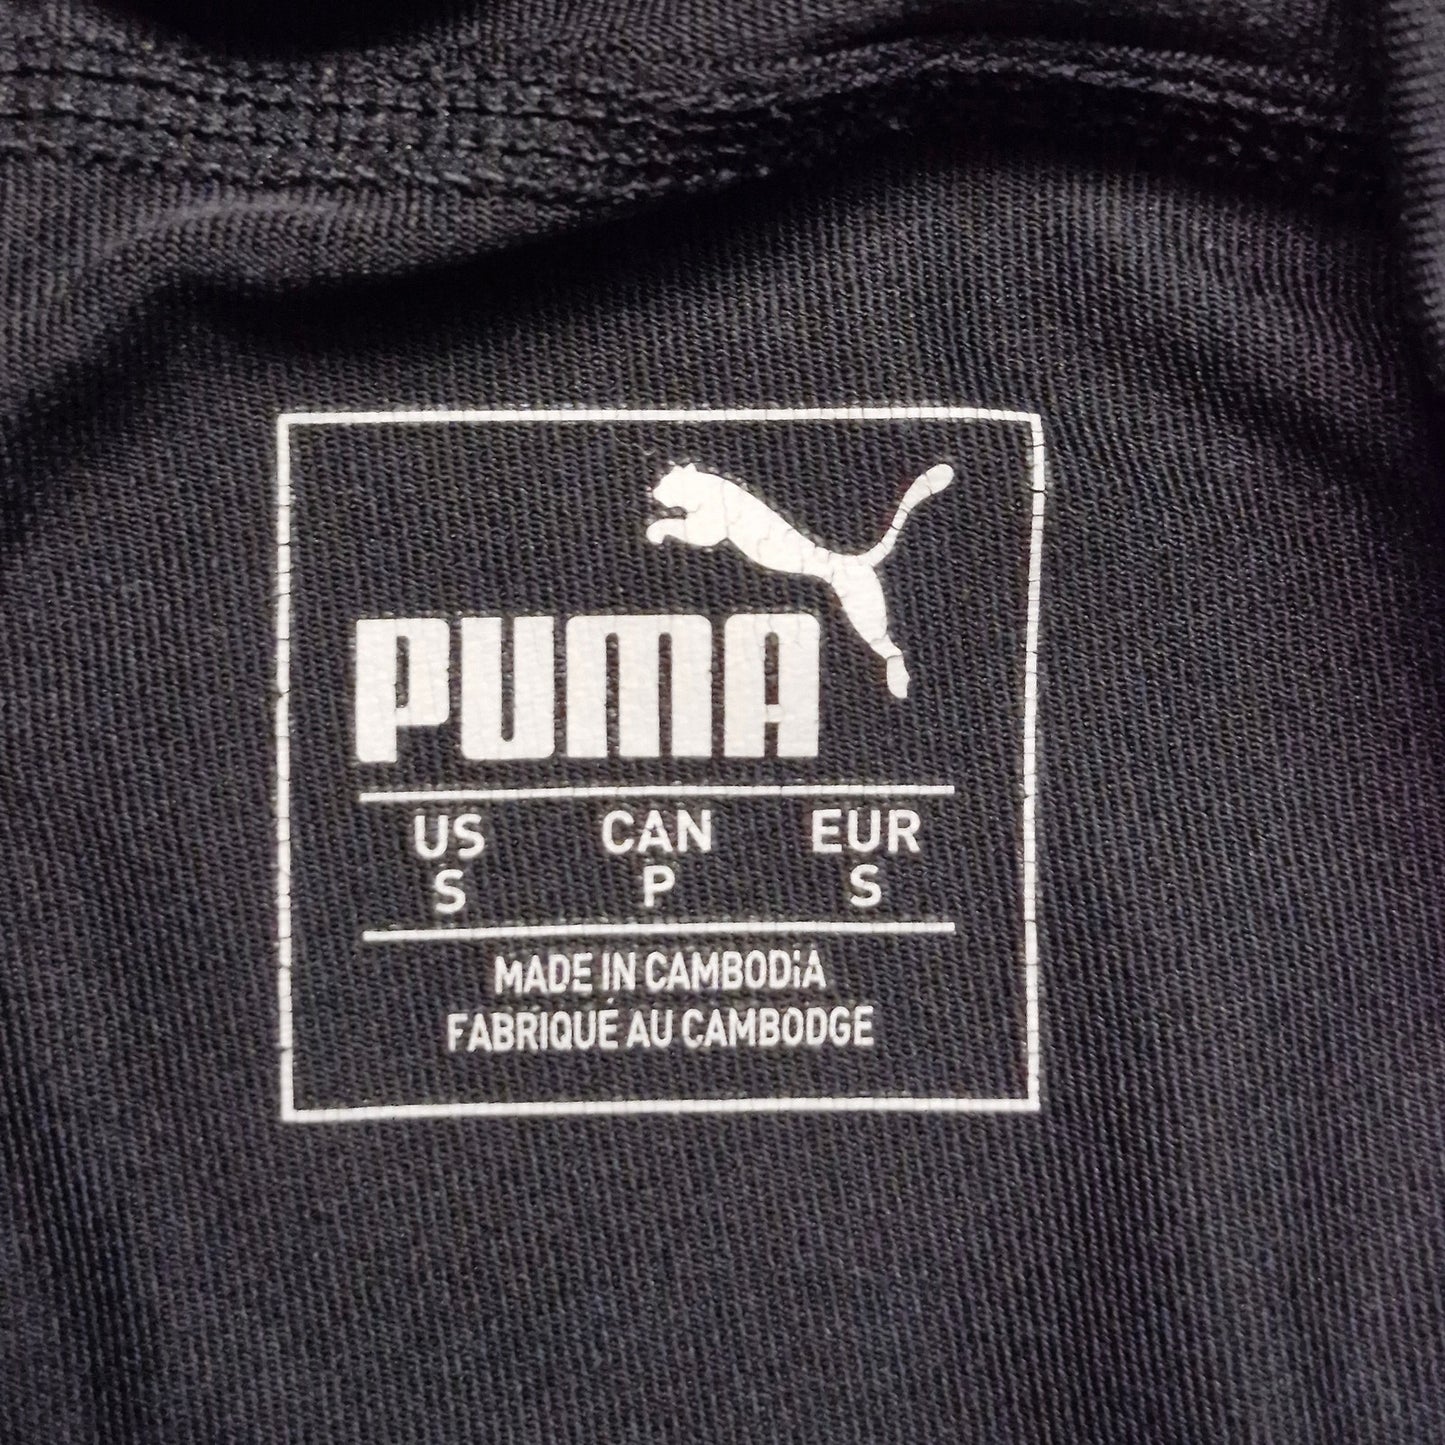 PUMA
US CAN EUR
S P S
MADE IN CAMBODiA
FABRIQUÉ AU CAMBODGE